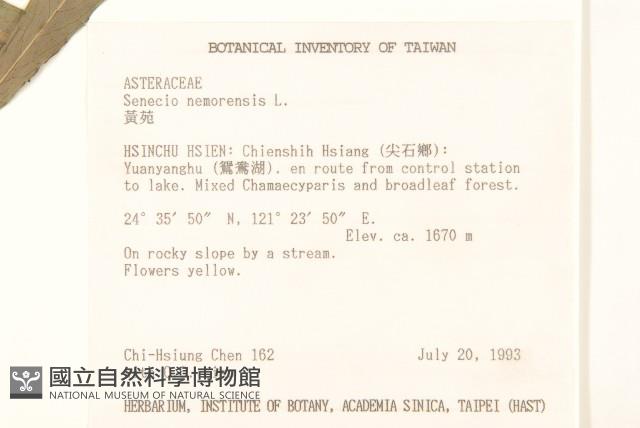 BOTANICAL INVENTORY OF TAIWAN
ASTERACEAE
Senecio nemorensis L.
黃苑
HSINCHU HSIEN: Chienshih Hsiang (尖石鄉):
Yuanyanghu (鴛鴦湖). en route from control station
to lake. Mixed Chamaecyparis and broadleaf forest.
24° 35′ 50″ N, 121° 23′ 50″ E.
Elev. ca. 1670 m
On rocky slope by a stream.
Flowers yellow.
Chi-Hsiung Chen 162 July 20, 1993
國立自然科學博物館
NATIONAL MUSEUM OF NATURAL SCIENCE
HERBARIUM, INSTITUTE OF BOTANY, ACADEMIA SINICA, TAIPEI (HAST)